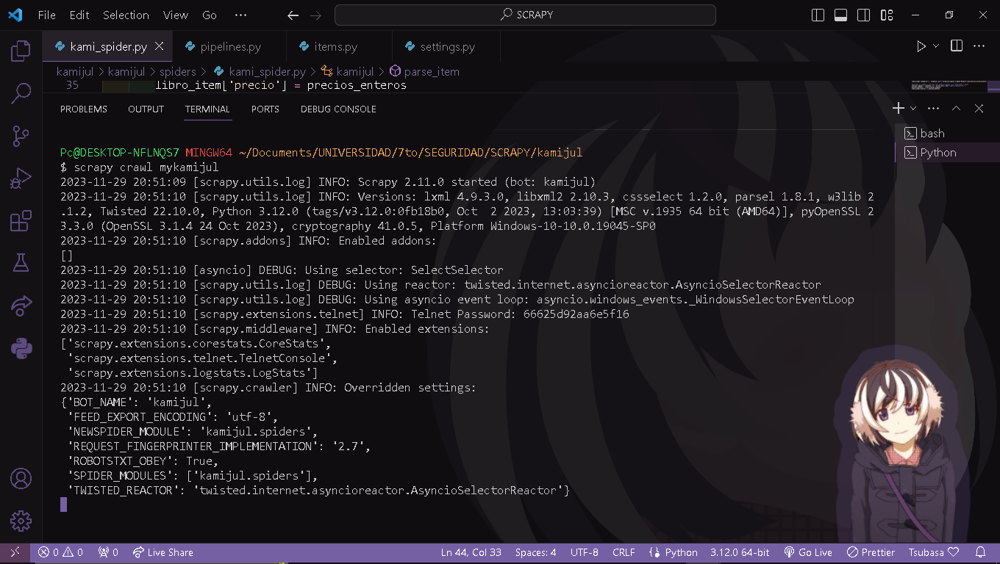 File Edit Selection View Go ··· SCRAPY
kami_spider.py pipelines.py items.py settings.py
kamijul > kamijul > spiders > kami_spider.py > kamijul > parse_item
35 libro_item['precio'] = precios_enteros
PROBLEMS OUTPUT TERMINAL PORTS DEBUG CONSOLE
bash
Python
Pc@DESKTOP-NFLNQS7 MINGW64 ~/Documents/UNIVERSIDAD/7to/SEGURIDAD/SCRAPY/kamijul
$ scrapy crawl mykamijul
2023-11-29 20:51:09 [scrapy.utils.log] INFO: Scrapy 2.11.0 started (bot: kamijul)
2023-11-29 20:51:10 [scrapy.utils.log] INFO: Versions: lxml 4.9.3.0, libxml2 2.10.3, cssselect 1.2.0, parsel 1.8.1, w3lib 2
.1.2, Twisted 22.10.0, Python 3.12.0 (tags/v3.12.0:0fb18b0, Oct  2 2023, 13:03:39) [MSC v.1935 64 bit (AMD64)], pyOpenSSL 2
3.3.0 (OpenSSL 3.1.4 24 Oct 2023), cryptography 41.0.5, Platform Windows-10-10.0.19045-SP0
2023-11-29 20:51:10 [scrapy.addons] INFO: Enabled addons:
[]
2023-11-29 20:51:10 [asyncio] DEBUG: Using selector: SelectSelector
2023-11-29 20:51:10 [scrapy.utils.log] DEBUG: Using reactor: twisted.internet.asyncioreactor.AsyncioSelectorReactor
2023-11-29 20:51:10 [scrapy.utils.log] DEBUG: Using asyncio event loop: asyncio.windows_events._WindowsSelectorEventLoop
2023-11-29 20:51:10 [scrapy.extensions.telnet] INFO: Telnet Password: 66625d92aa6e5f16
2023-11-29 20:51:10 [scrapy.middleware] INFO: Enabled extensions:
['scrapy.extensions.corestats.CoreStats',
 'scrapy.extensions.telnet.TelnetConsole',
 'scrapy.extensions.logstats.LogStats']
2023-11-29 20:51:10 [scrapy.crawler] INFO: Overridden settings:
{'BOT_NAME': 'kamijul',
 'FEED_EXPORT_ENCODING': 'utf-8',
 'NEWSPIDER_MODULE': 'kamijul.spiders',
 'REQUEST_FINGERPRINTER_IMPLEMENTATION': '2.7',
 'ROBOTSTXT_OBEY': True,
 'SPIDER_MODULES': ['kamijul.spiders'],
 'TWISTED_REACTOR': 'twisted.internet.asyncioreactor.AsyncioSelectorReactor'}
0 0 0 Live Share Ln 44, Col 33 Spaces: 4 UTF-8 CRLF Python 3.12.0 64-bit Go Live Prettier Tsubasa